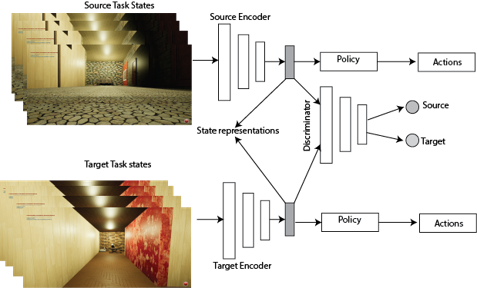 Source Task States
Source Encoder
Policy
Actions
State representations
Discriminator
Source
Target
Target Task states
Target Encoder
Policy
Actions